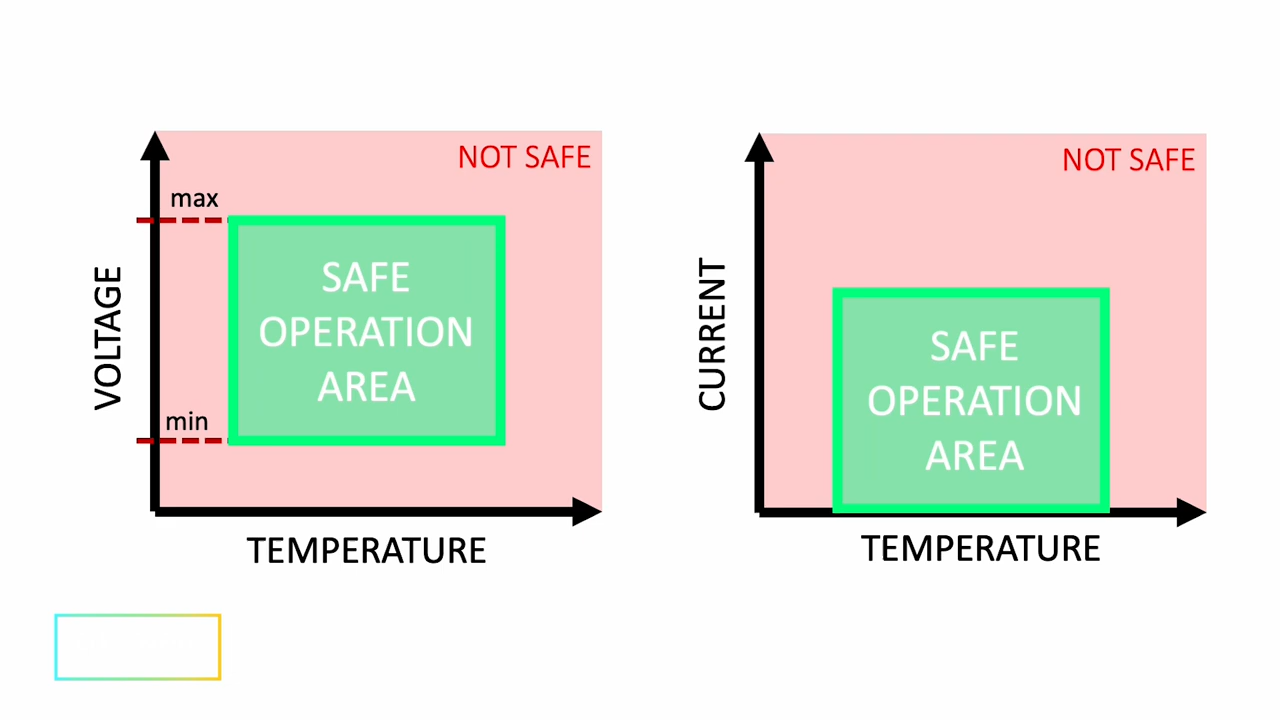 NOT SAFE
max
SAFE
OPERATION
AREA
min
VOLTAGE
TEMPERATURE
NOT SAFE
SAFE
OPERATION
AREA
CURRENT
TEMPERATURE